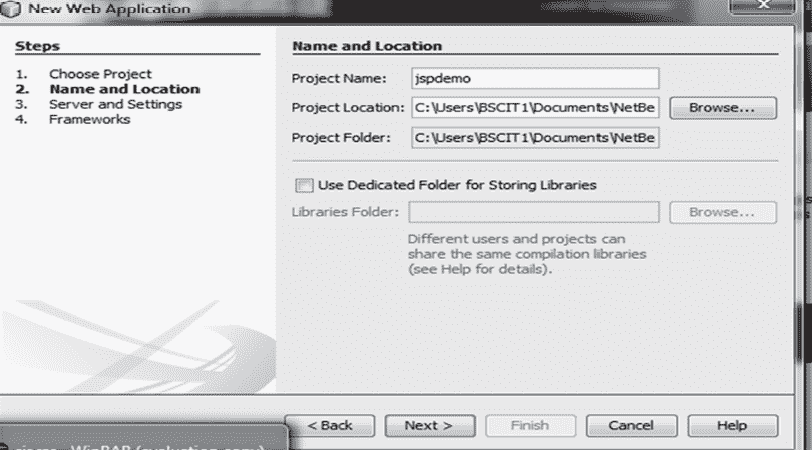 New Web Application
Steps
1. Choose Project
2. Name and Location
3. Server and Settings
4. Frameworks
Name and Location
Project Name: jspdemo
Project Location: C:\Users\BSCIT1\Documents\NetBe Browse...
Project Folder: C:\Users\BSCIT1\Documents\NetBe
Use Dedicated Folder for Storing Libraries
Libraries Folder: Browse...
Different users and projects can
share the same compilation libraries
(see Help for details).
< Back Next > Finish Cancel Help
WinRAR (evaluation copy)